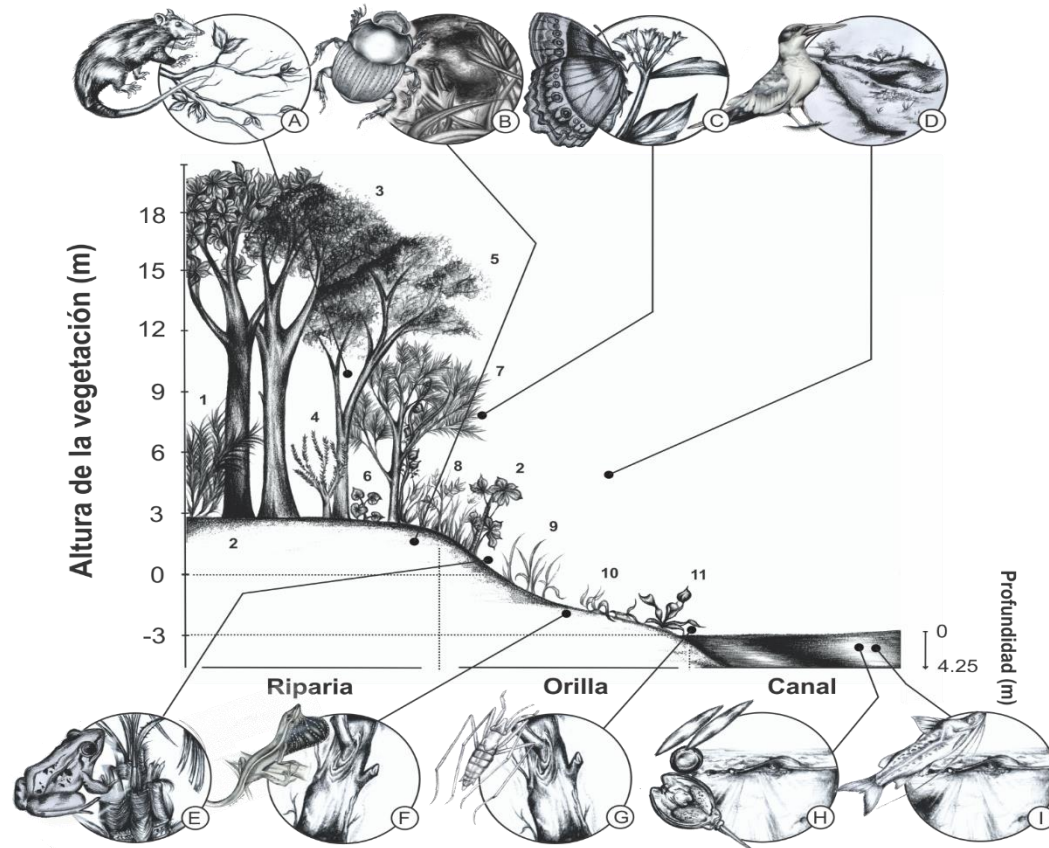 A
B
C
D
Altura de la vegetación (m)
18
15
12
9
6
3
0
-3
1
2
3
4
5
6
7
8
2
9
10
11
Profundidad (m)
0
4.25
Riparia
Orilla
Canal
E
F
G
H
I